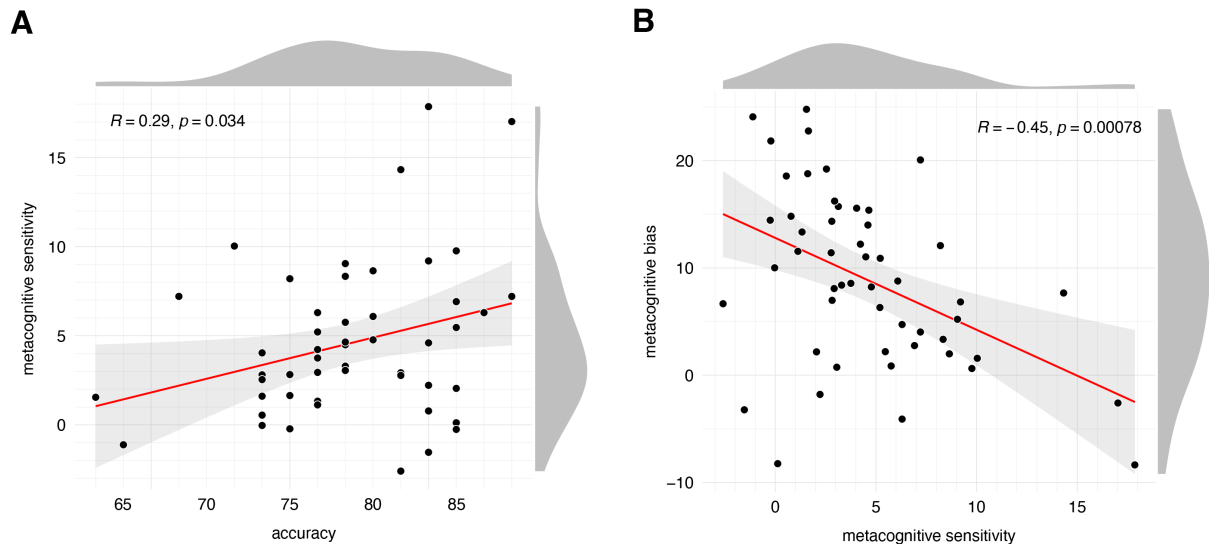 A
R = 0.29, p = 0.034
15
10
5
0
metacognitive sensitivity
65 70 75 80 85
accuracy
B
R = −0.45, p = 0.00078
20
10
0
−10
metacognitive bias
0 5 10 15
metacognitive sensitivity